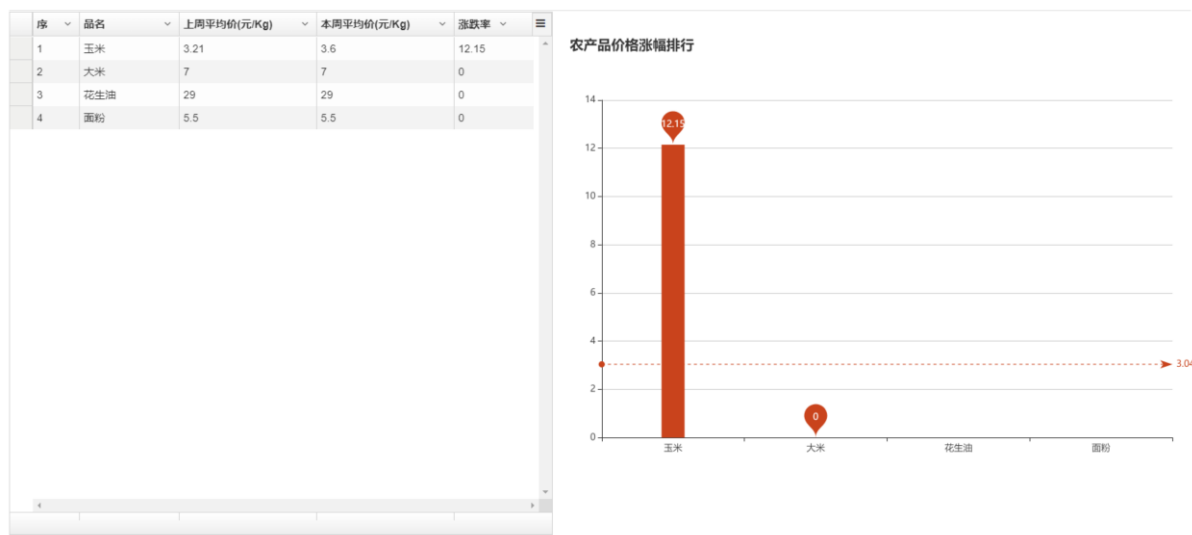 序 品名 上周平均价(元/Kg) 本周平均价(元/Kg) 涨跌率
1 玉米 3.21 3.6 12.15
2 大米 7 7 0
3 花生油 29 29 0
4 面粉 5.5 5.5 0
农产品价格涨幅排行
14
12.15
12
10
8
6
4
3.04
2
0
0
玉米 大米 花生油 面粉